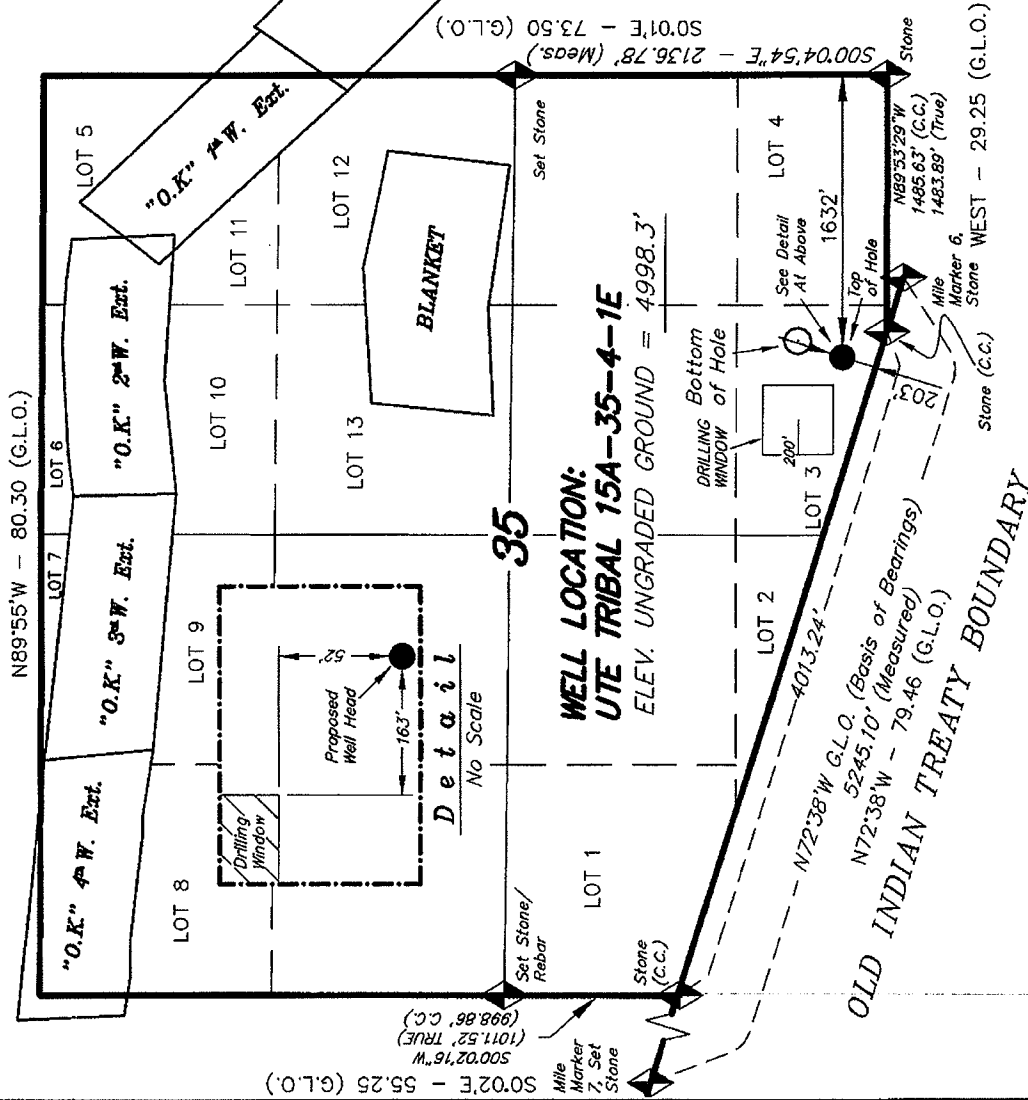 N89°55'W - 80.30 (G.L.O.)
LOT 5
LOT 6
LOT 7
"O.K" 1st W. Ext.
"O.K" 2nd W. Ext.
"O.K" 3rd W. Ext.
"O.K" 4th W. Ext.
LOT 8
LOT 9
LOT 10
LOT 11
LOT 12
LOT 13
BLANKET
S0°01'E - 73.50 (G.L.O.)
S00°04'54"E 2136.78' (Meas.)
Drilling
Window
52'
163'
Proposed
Well Head
Detail
No Scale
35
Set Stone
Set Stone/
Rebar
WELL LOCATION:
UTE TRIBAL 15A-35-4-1E
ELEV. UNGRADED GROUND = 4998.3'
LOT 1
LOT 2
LOT 3
LOT 4
DRILLING
WINDOW
200'
Bottom
of Hole
See Detail
At Above
Top
of Hole
1632'
203'
Stone
N89°53'29"W
1485.63' (C.C.)
1483.89' (True)
WEST - 29.25 (G.L.O.)
Mile
Marker 6,
Stone
Stone (C.C.)
S0°02'E - 55.25 (G.L.O.)
S00°02'16"W
(1011.52' TRUE)
(998.86' C.C.)
Stone
(C.C.)
Mile
Marker
7, Set
Stone
4013.24'
N72°38'W G.L.O. (Basis of Bearings)
5245.10' (Measured)
N72°38'W - 79.46 (G.L.O.)
OLD INDIAN TREATY BOUNDARY